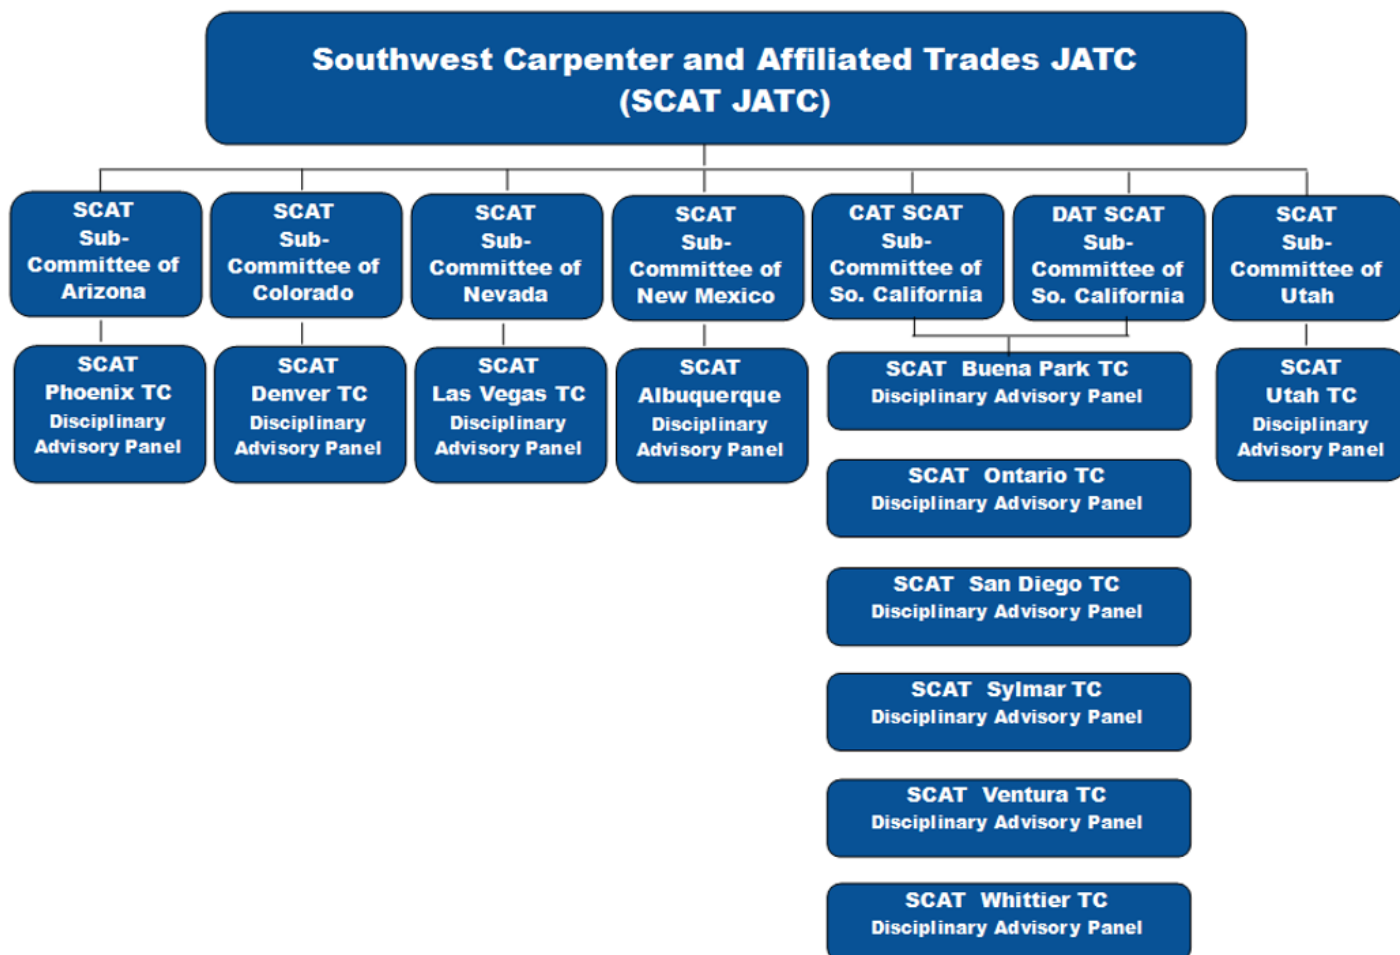 Southwest Carpenter and Affiliated Trades JATC
(SCAT JATC)
SCAT
Sub-
Committee of
Arizona
SCAT
Sub-
Committee of
Colorado
SCAT
Sub-
Committee of
Nevada
SCAT
Sub-
Committee of
New Mexico
CAT SCAT
Sub-
Committee of
So. California
DAT SCAT
Sub-
Committee of
So. California
SCAT
Sub-
Committee of
Utah
SCAT
Phoenix TC
Disciplinary
Advisory Panel
SCAT
Denver TC
Disciplinary
Advisory Panel
SCAT
Las Vegas TC
Disciplinary
Advisory Panel
SCAT
Albuquerque
Disciplinary
Advisory Panel
SCAT Buena Park TC
Disciplinary Advisory Panel
SCAT
Utah TC
Disciplinary
Advisory Panel
SCAT Ontario TC
Disciplinary Advisory Panel
SCAT San Diego TC
Disciplinary Advisory Panel
SCAT Sylmar TC
Disciplinary Advisory Panel
SCAT Ventura TC
Disciplinary Advisory Panel
SCAT Whittier TC
Disciplinary Advisory Panel